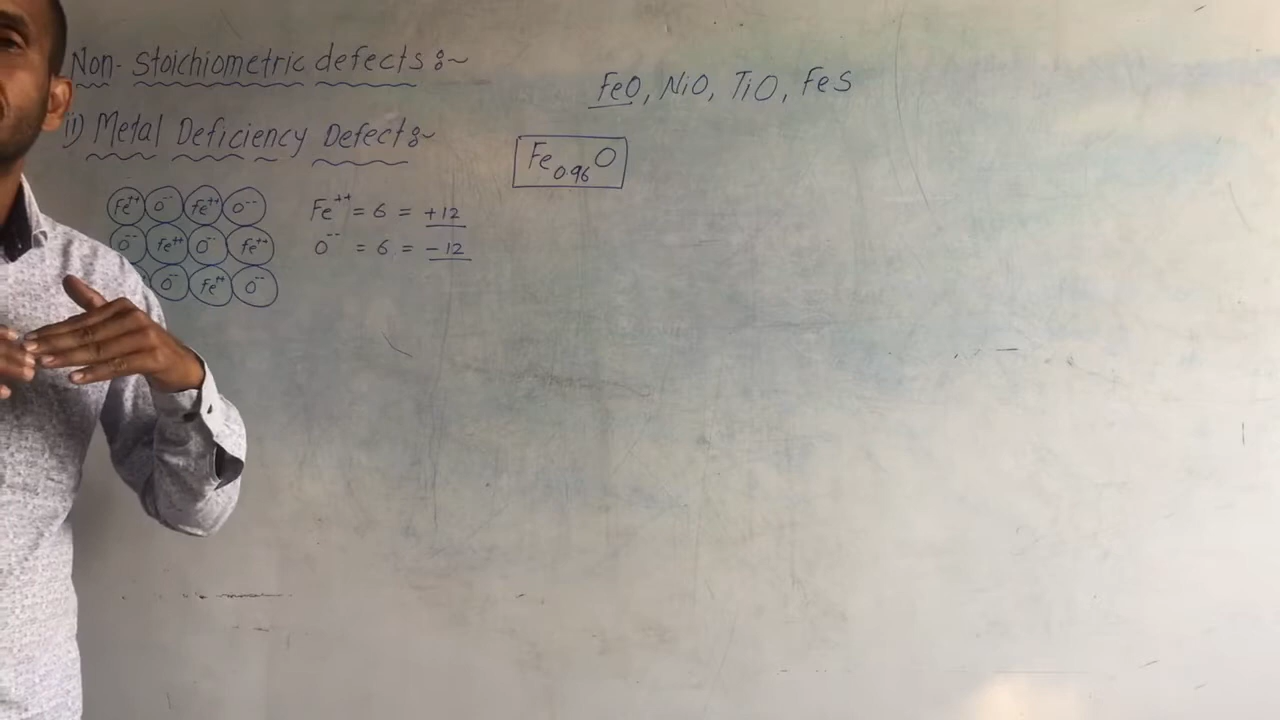 Non-Stoichiometric defects :~
FeO, NiO, TiO, FeS
ii) Metal Deficiency Defect :~
Fe0.96O
Fe++ O-- Fe++ O--
O-- Fe++ O-- Fe++
O-- Fe++ O--
Fe++ = 6 = +12
O-- = 6 = -12